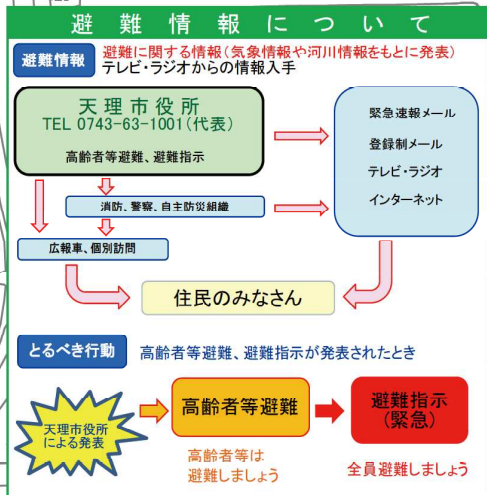 避難情報について
避難情報
避難に関する情報(気象情報や河川情報をもとに発表)
テレビ・ラジオからの情報入手
天理市役所
TEL 0743-63-1001(代表)
高齢者等避難、避難指示
緊急速報メール
登録制メール
テレビ・ラジオ
インターネット
消防、警察、自主防災組織
広報車、個別訪問
住民のみなさん
とるべき行動
高齢者等避難、避難指示が発表されたとき
天理市役所
による発表
高齢者等避難
避難指示
(緊急)
高齢者等は
避難しましょう
全員避難しましょう